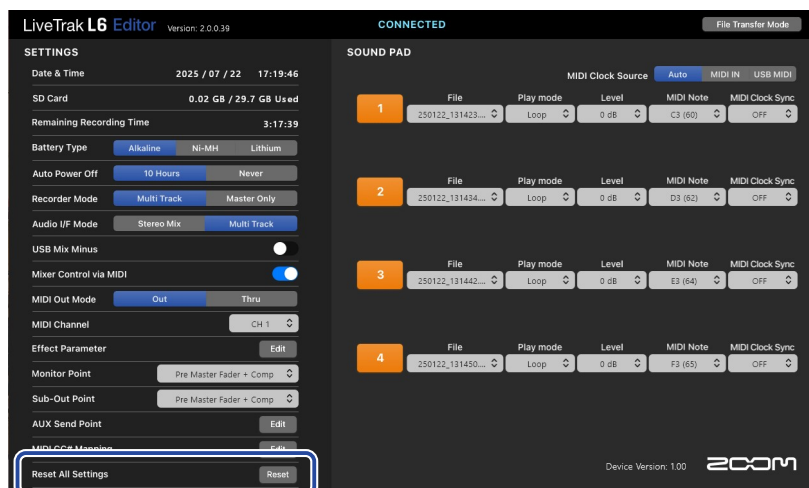 LiveTrak L6 Editor Version: 2.0.0.39 CONNECTED File Transfer Mode
SETTINGS
Date & Time 2025 / 07 / 22 17:19:46
SD Card 0.02 GB / 29.7 GB Used
Remaining Recording Time 3:17:39
Battery Type Alkaline Ni-MH Lithium
Auto Power Off 10 Hours Never
Recorder Mode Multi Track Master Only
Audio I/F Mode Stereo Mix Multi Track
USB Mix Minus
Mixer Control via MIDI
MIDI Out Mode Out Thru
MIDI Channel CH 1
Effect Parameter Edit
Monitor Point Pre Master Fader + Comp
Sub-Out Point Pre Master Fader + Comp
AUX Send Point Edit
MIDI CC# Mapping Edit
Reset All Settings Reset
SOUND PAD
MIDI Clock Source Auto MIDI IN USB MIDI
File Play mode Level MIDI Note MIDI Clock Sync
1 250122_131423.... Loop 0 dB C3 (60) OFF
File Play mode Level MIDI Note MIDI Clock Sync
2 250122_131434.... Loop 0 dB D3 (62) OFF
File Play mode Level MIDI Note MIDI Clock Sync
3 250122_131442.... Loop 0 dB E3 (64) OFF
File Play mode Level MIDI Note MIDI Clock Sync
4 250122_131450.... Loop 0 dB F3 (65) OFF
Device Version: 1.00 ZOOM